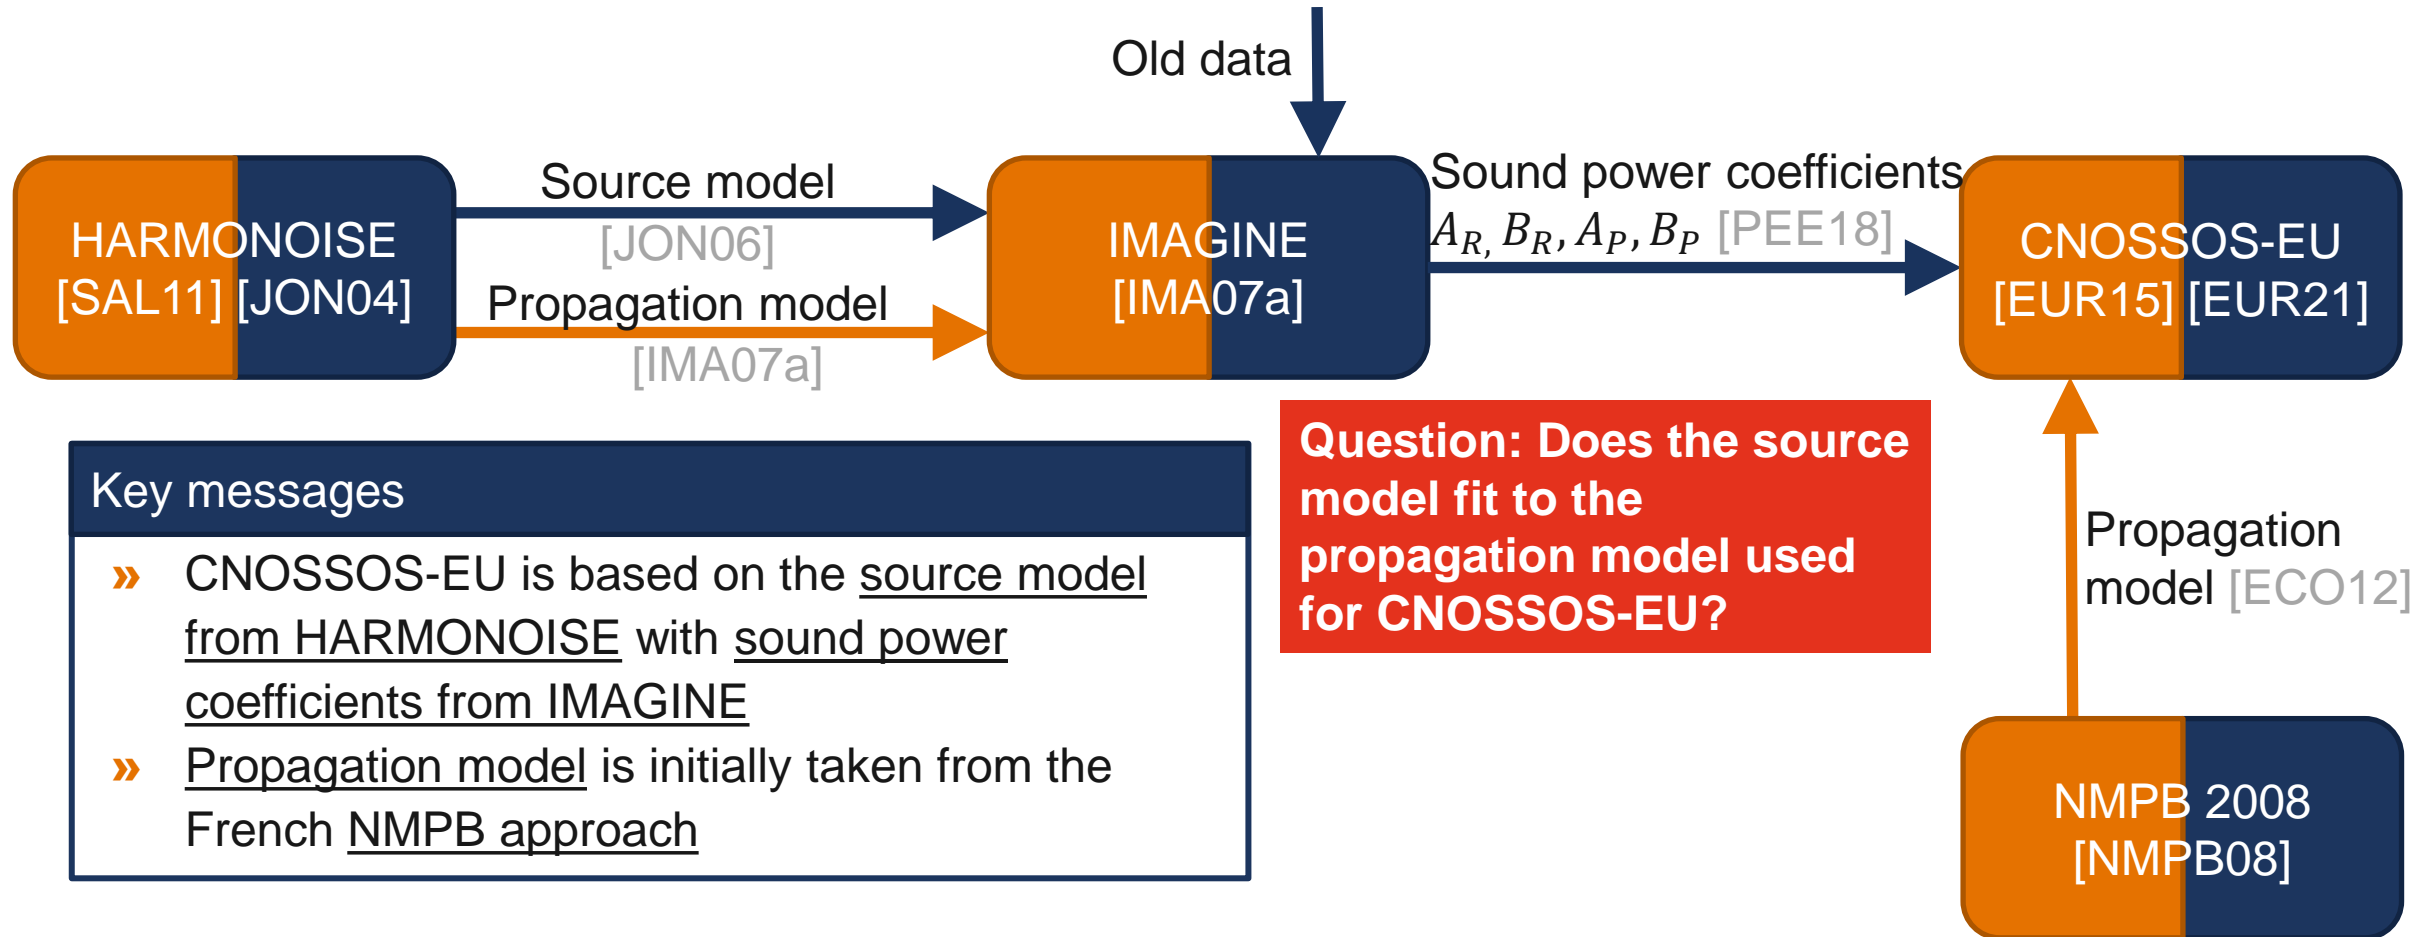 Old data
HARMONOISE
[SAL11] [JON04]
Source model
[JON06]
Propagation model
[IMA07a]
IMAGINE
[IMA07a]
Sound power coefficients
A_R, B_R, A_P, B_P [PEE18]
CNOSSOS-EU
[EUR15] [EUR21]
Key messages
» CNOSSOS-EU is based on the source model
from HARMONOISE with sound power
coefficients from IMAGINE
» Propagation model is initially taken from the
French NMPB approach
Question: Does the source
model fit to the
propagation model used
for CNOSSOS-EU?
Propagation
model [ECO12]
NMPB 2008
[NMPB08]